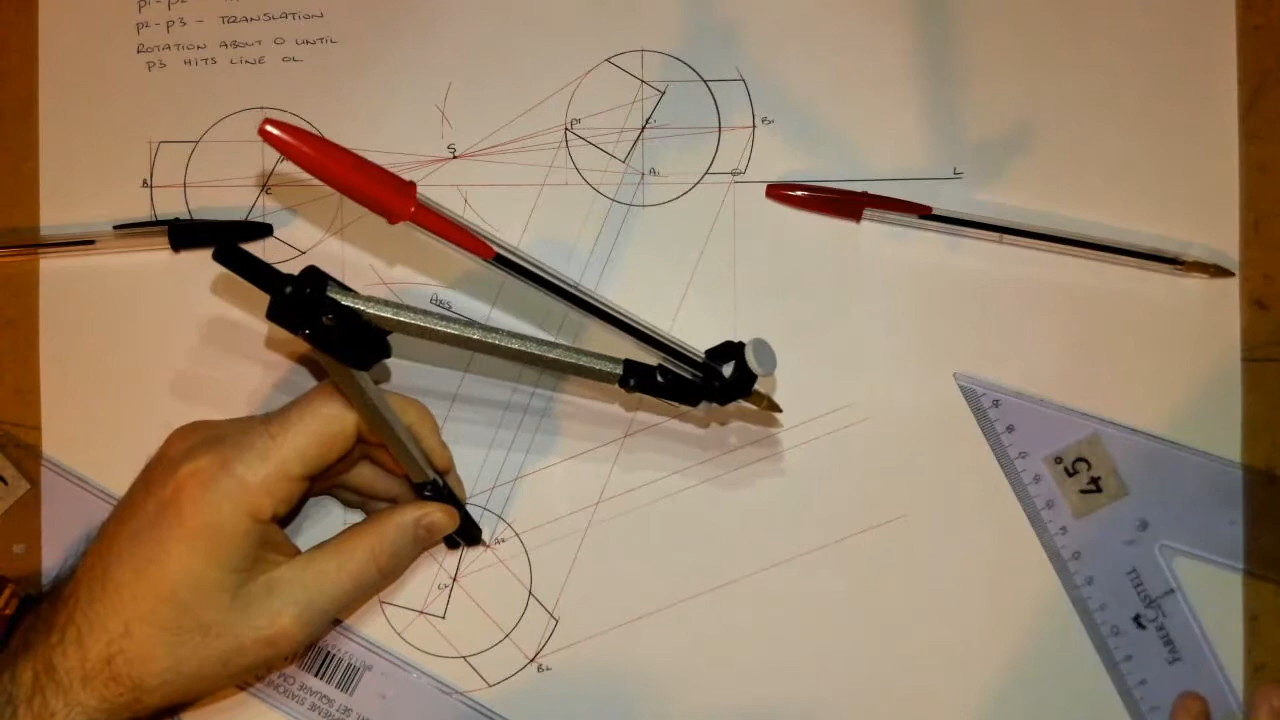 p2-p3 - TRANSLATION
ROTATION ABOUT O UNTIL
p3 HITS LINE OL
S
P1
C1
B1
A1
O
L
B
C
Axis
A2
C2
B2
45°
FABER CASTELL